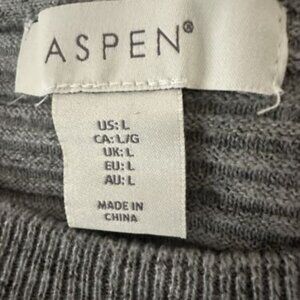 ASPEN®
US: L
CA: L/G
UK: L
EU: L
AU: L
MADE IN
CHINA